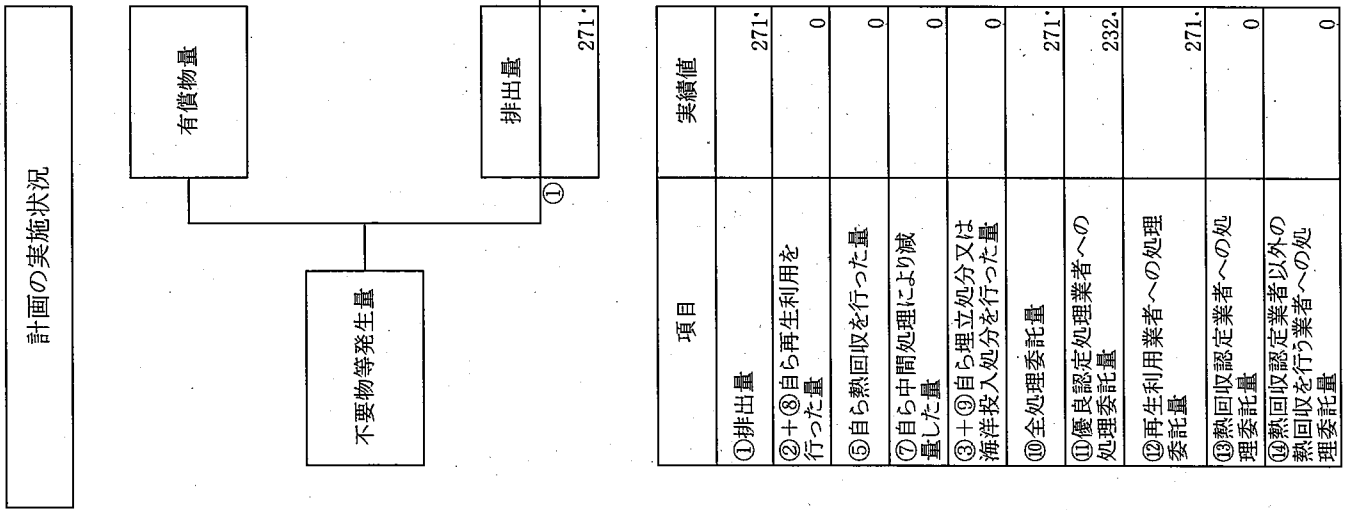 計画の実施状況
有償物量
不要物等発生量
①
排出量
271.
項目 実績値
①排出量 271.
②+⑧自ら再生利用を
行った量 0
⑤自ら熱回収を行った量 0
⑦自ら中間処理により減
量した量 0
③+⑨自ら埋立処分又は
海洋投入処分を行った量 0
⑩全処理委託量 271.
⑪優良認定処理業者への
処理委託量 232.
⑫再生利用業者への処理
委託量 271.
⑬熱回収認定業者への処
理委託量 0
⑭熱回収認定業者以外の
熱回収を行う業者への処
理委託量 0